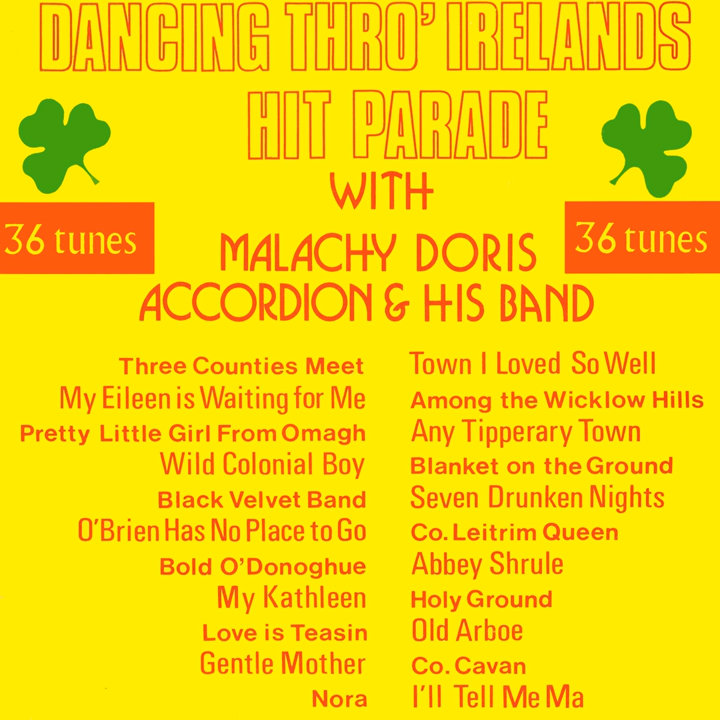 DANCING THRO' IRELANDS
HIT PARADE
WITH
36 tunes
MALACHY DORIS
36 tunes
ACCORDION & HIS BAND
Three Counties Meet
My Eileen is Waiting for Me
Pretty Little Girl From Omagh
Wild Colonial Boy
Black Velvet Band
O'Brien Has No Place to Go
Bold O'Donoghue
My Kathleen
Love is Teasin
Gentle Mother
Nora
Town I Loved So Well
Among the Wicklow Hills
Any Tipperary Town
Blanket on the Ground
Seven Drunken Nights
Co. Leitrim Queen
Abbey Shrule
Holy Ground
Old Arboe
Co. Cavan
I'll Tell Me Ma